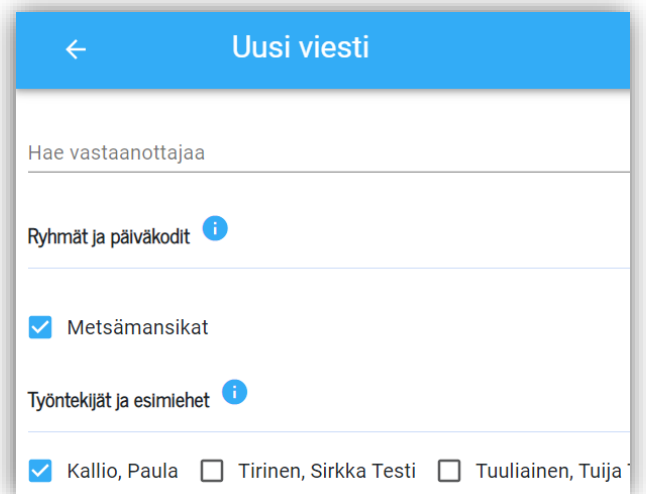 Uusi viesti
Hae vastaanottajaa
Ryhmät ja päiväkodit
Metsämansikat
Työntekijät ja esimiehet
Kallio, Paula Tirinen, Sirkka Testi Tuuliainen, Tuija